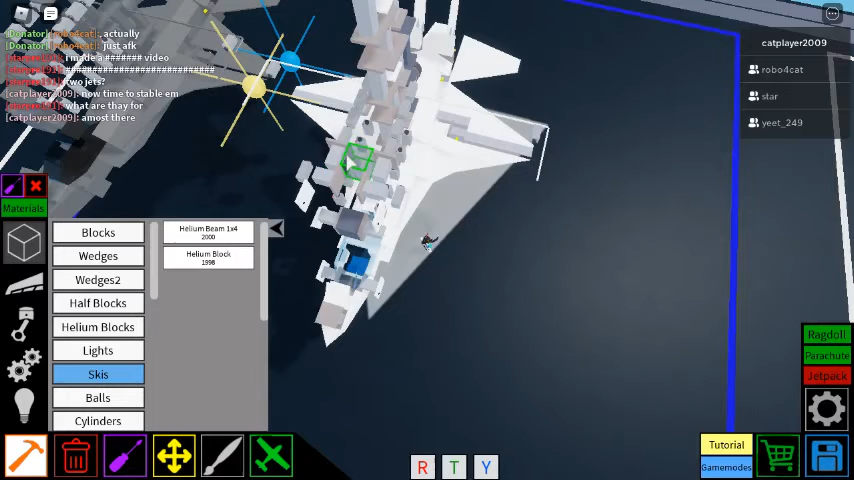 [Donator] [robo4cat]: actually
[Donator] [robo4cat]: just afk
i made a ####### video
###########################
two jets?
[catplayer2009]: now time to stable em
what are thay for
[catplayer2009]: amost there
catplayer2009
robo4cat
star
yeet_249
Materials
Blocks
Wedges
Wedges2
Half Blocks
Helium Blocks
Lights
Skis
Balls
Cylinders
Helium Beam 1x4
2000
Helium Block
1998
Ragdoll
Parachute
Jetpack
Tutorial
Gamemodes
R T Y